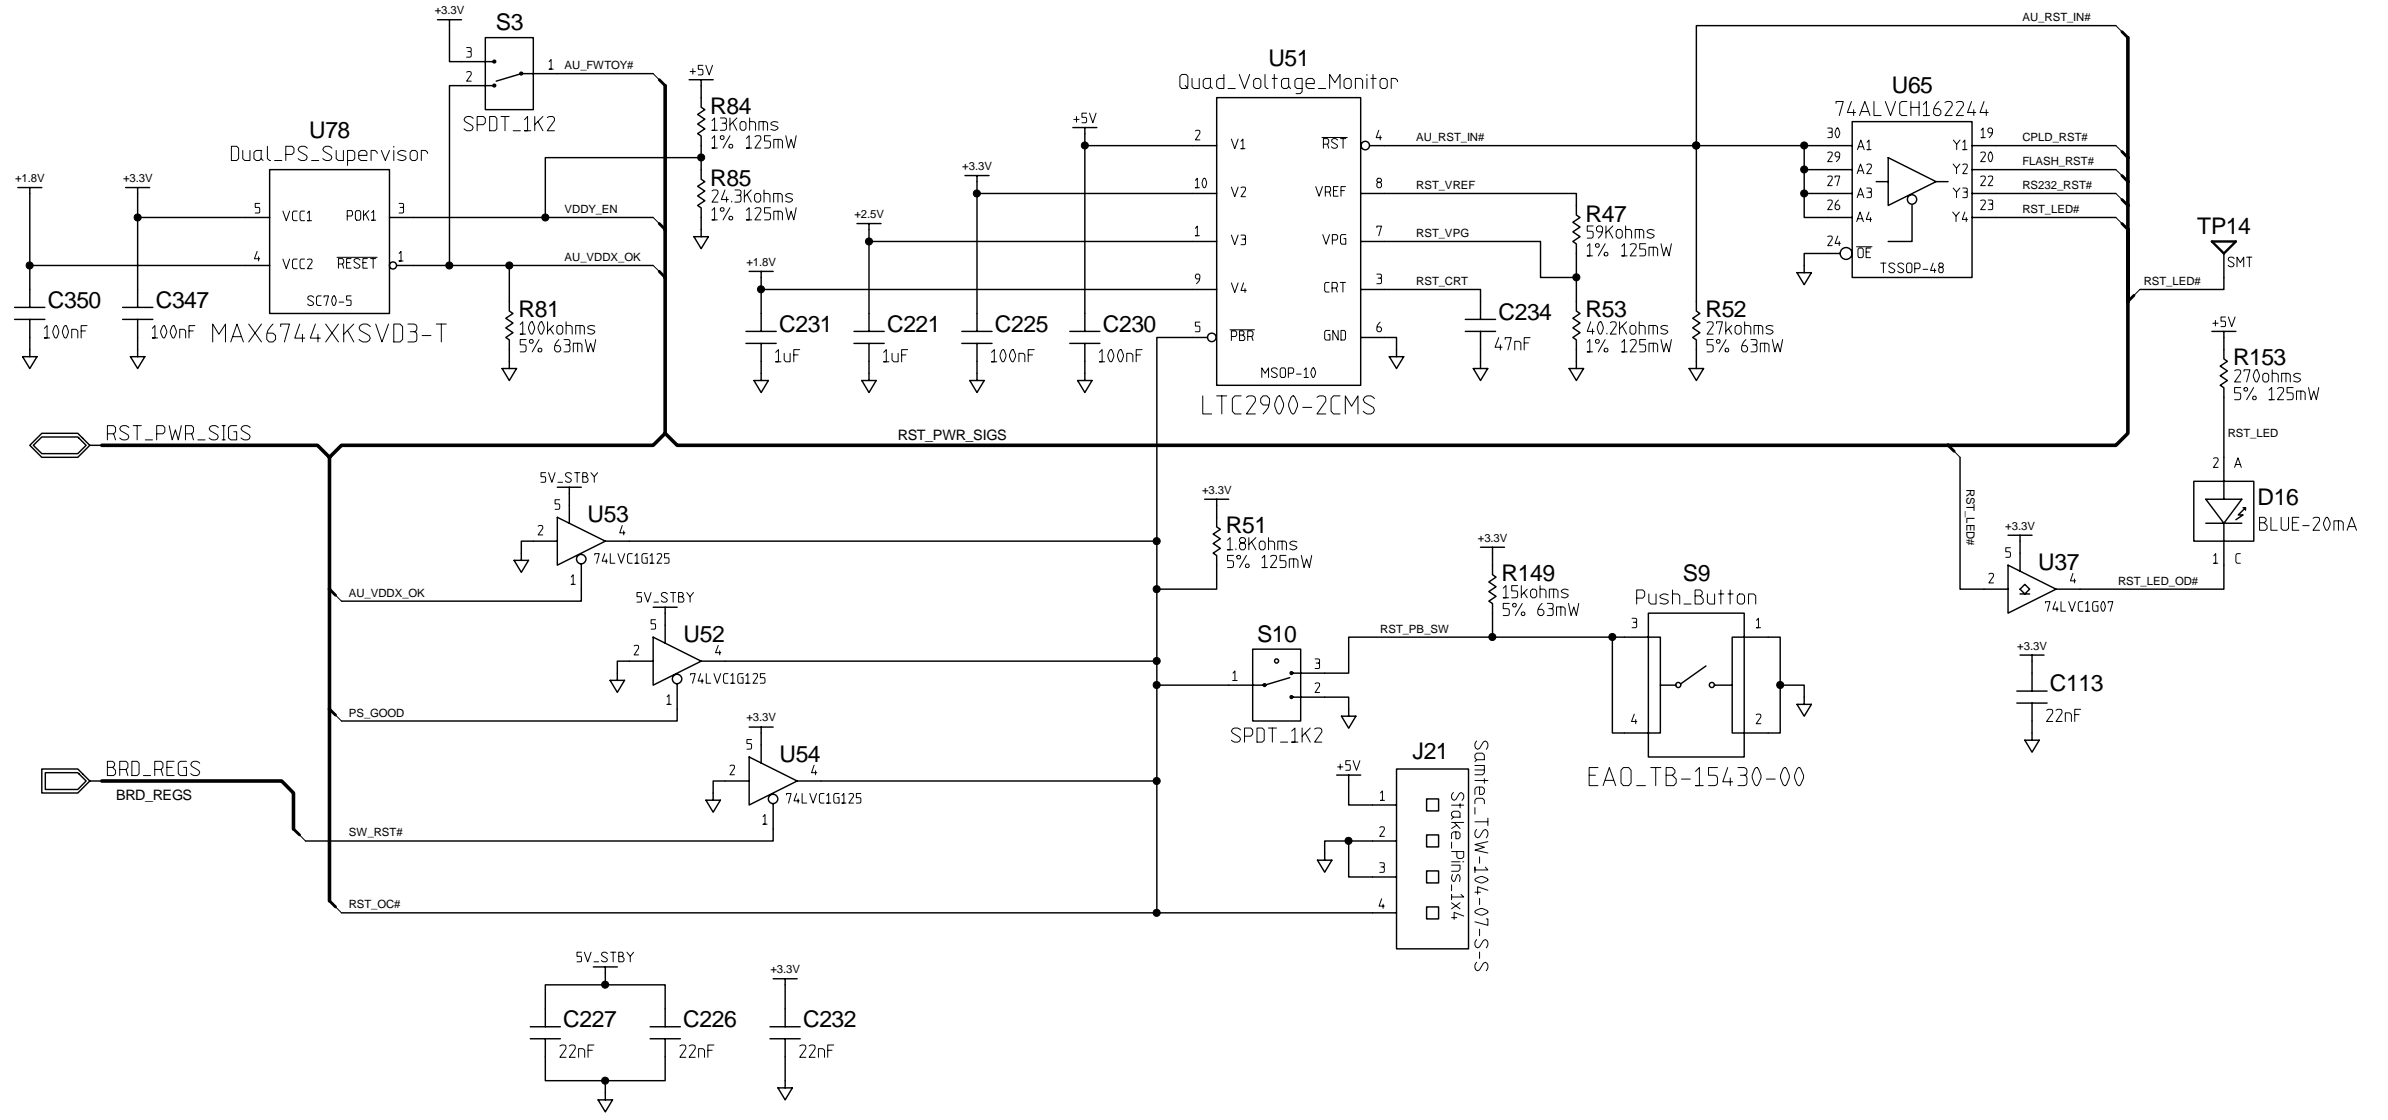 +3.3V
S3
3
2
1
AU_FWTOY#
SPDT_1K2
U78
Dual_PS_Supervisor
+1.8V
+3.3V
5
VCC1
POK1
3
VDDY_EN
4
VCC2
RESET
1
AU_VDDX_OK
SC70-5
MAX6744XKSVD3-T
C350
100nF
C347
100nF
R81
100kohms
5% 63mW
+5V
R84
13Kohms
1% 125mW
R85
24.3Kohms
1% 125mW
U51
Quad_Voltage_Monitor
+5V
2
V1
RST
4
AU_RST_IN#
+3.3V
10
V2
VREF
8
RST_VREF
+2.5V
1
V3
VPG
7
RST_VPG
+1.8V
9
V4
CRT
3
RST_CRT
5
PBR
GND
6
MSOP-10
LTC2900-2CMS
C231
1uF
C221
1uF
C225
100nF
C230
100nF
C234
47nF
R47
59Kohms
1% 125mW
R53
40.2Kohms
1% 125mW
R52
27kohms
5% 63mW
AU_RST_IN#
U65
74ALVCH162244
30
A1
Y1
19
CPLD_RST#
29
A2
Y2
20
FLASH_RST#
27
A3
Y3
22
RS232_RST#
26
A4
Y4
23
RST_LED#
24
OE
TSSOP-48
TP14
SMT
RST_LED#
+5V
R153
270ohms
5% 125mW
RST_LED
2
A
D16
BLUE-20mA
1
C
RST_PWR_SIGS
RST_PWR_SIGS
RST_LED#
+3.3V
5
U37
2
4
RST_LED_OD#
74LVC1G07
+3.3V
C113
22nF
5V_STBY
5
U53
2
4
74LVC1G125
1
AU_VDDX_OK
5V_STBY
5
U52
2
4
74LVC1G125
1
PS_GOOD
+3.3V
5
U54
2
4
74LVC1G125
1
BRD_REGS
BRD_REGS
SW_RST#
RST_OC#
+3.3V
R51
1.8Kohms
5% 125mW
+3.3V
R149
15kohms
5% 63mW
S10
1
3
2
SPDT_1K2
RST_PB_SW
S9
Push_Button
3
1
4
2
EAO_TB-15430-00
J21
+5V
1
2
3
4
Stake_Pins_1x4
Samtec_TSW-104-07-S-S
5V_STBY
C227
22nF
C226
22nF
+3.3V
C232
22nF